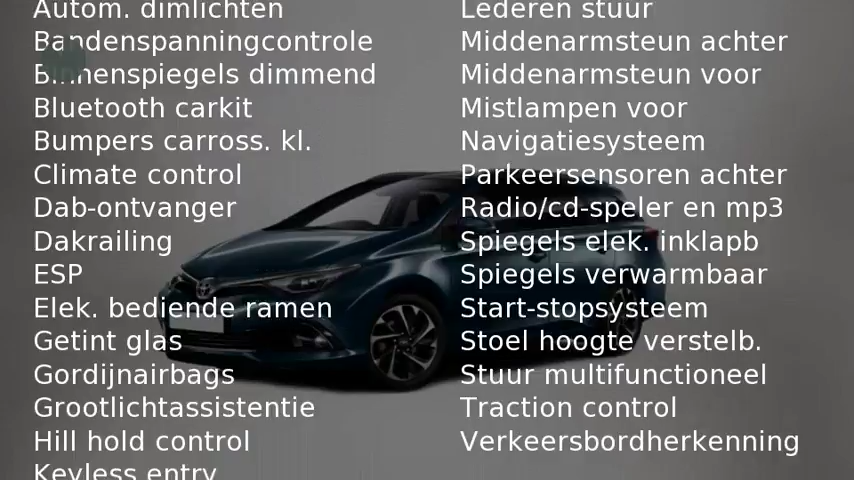 Autom. dimlichten
Bandenspanningcontrole
Binnenspiegels dimmend
Bluetooth carkit
Bumpers carross. kl.
Climate control
Dab-ontvanger
Dakrailing
ESP
Elek. bediende ramen
Getint glas
Gordijnairbags
Grootlichtassistentie
Hill hold control
Keyless entry
Lederen stuur
Middenarmsteun achter
Middenarmsteun voor
Mistlampen voor
Navigatiesysteem
Parkeersensoren achter
Radio/cd-speler en mp3
Spiegels elek. inklapb
Spiegels verwarmbaar
Start-stopsysteem
Stoel hoogte verstelb.
Stuur multifunctioneel
Traction control
Verkeersbordherkenning